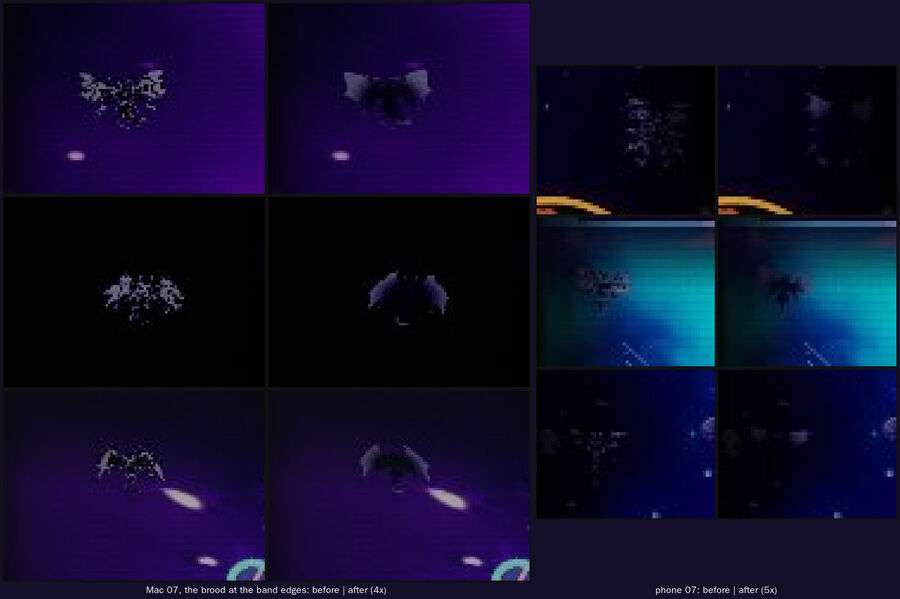 Mac 07, the brood at the band edges: before | after (4x)
phone 07: before | after (5x)